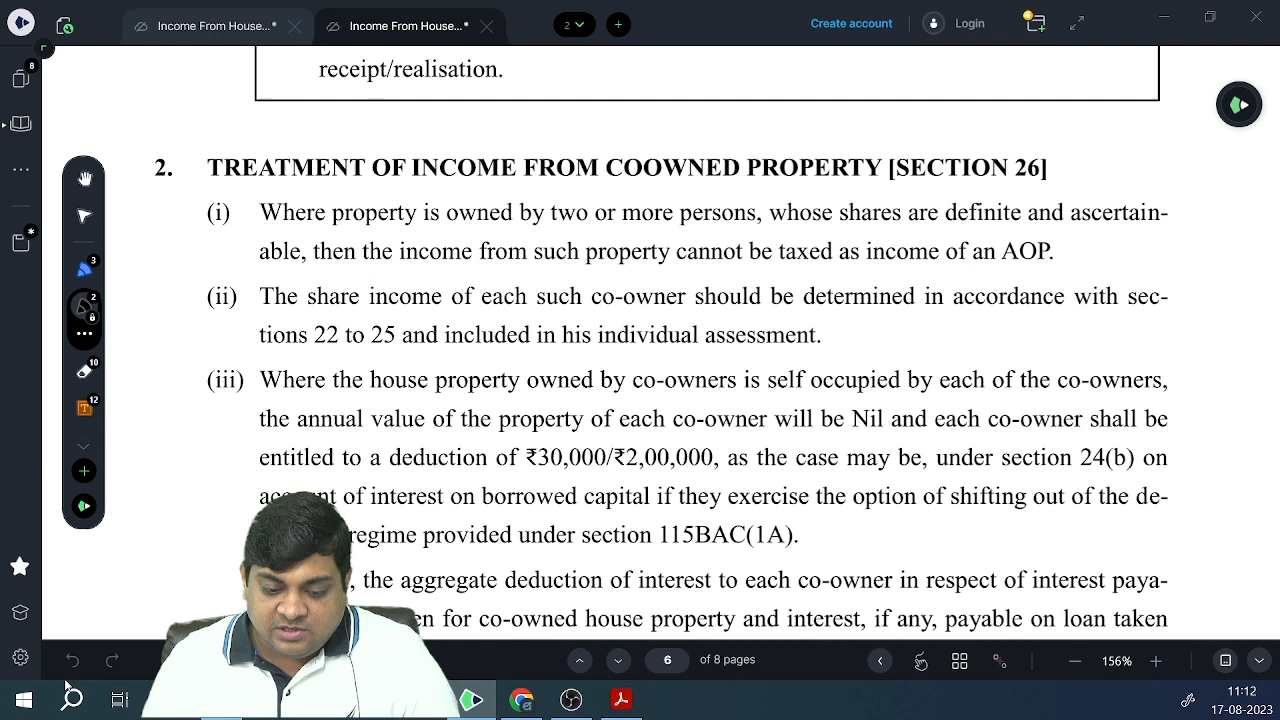 Income From House...*
Income From House...*
2
Create account
Login
8
receipt/realisation.
2. TREATMENT OF INCOME FROM COOWNED PROPERTY [SECTION 26]
(i) Where property is owned by two or more persons, whose shares are definite and ascertain-
able, then the income from such property cannot be taxed as income of an AOP.
(ii) The share income of each such co-owner should be determined in accordance with sec-
tions 22 to 25 and included in his individual assessment.
(iii) Where the house property owned by co-owners is self occupied by each of the co-owners,
the annual value of the property of each co-owner will be Nil and each co-owner shall be
entitled to a deduction of ₹30,000/₹2,00,000, as the case may be, under section 24(b) on
of interest on borrowed capital if they exercise the option of shifting out of the de-
regime provided under section 115BAC(1A).
, the aggregate deduction of interest to each co-owner in respect of interest paya-
en for co-owned house property and interest, if any, payable on loan taken
3
2
10
12
6 of 8 pages
156%
11:12
17-08-2023